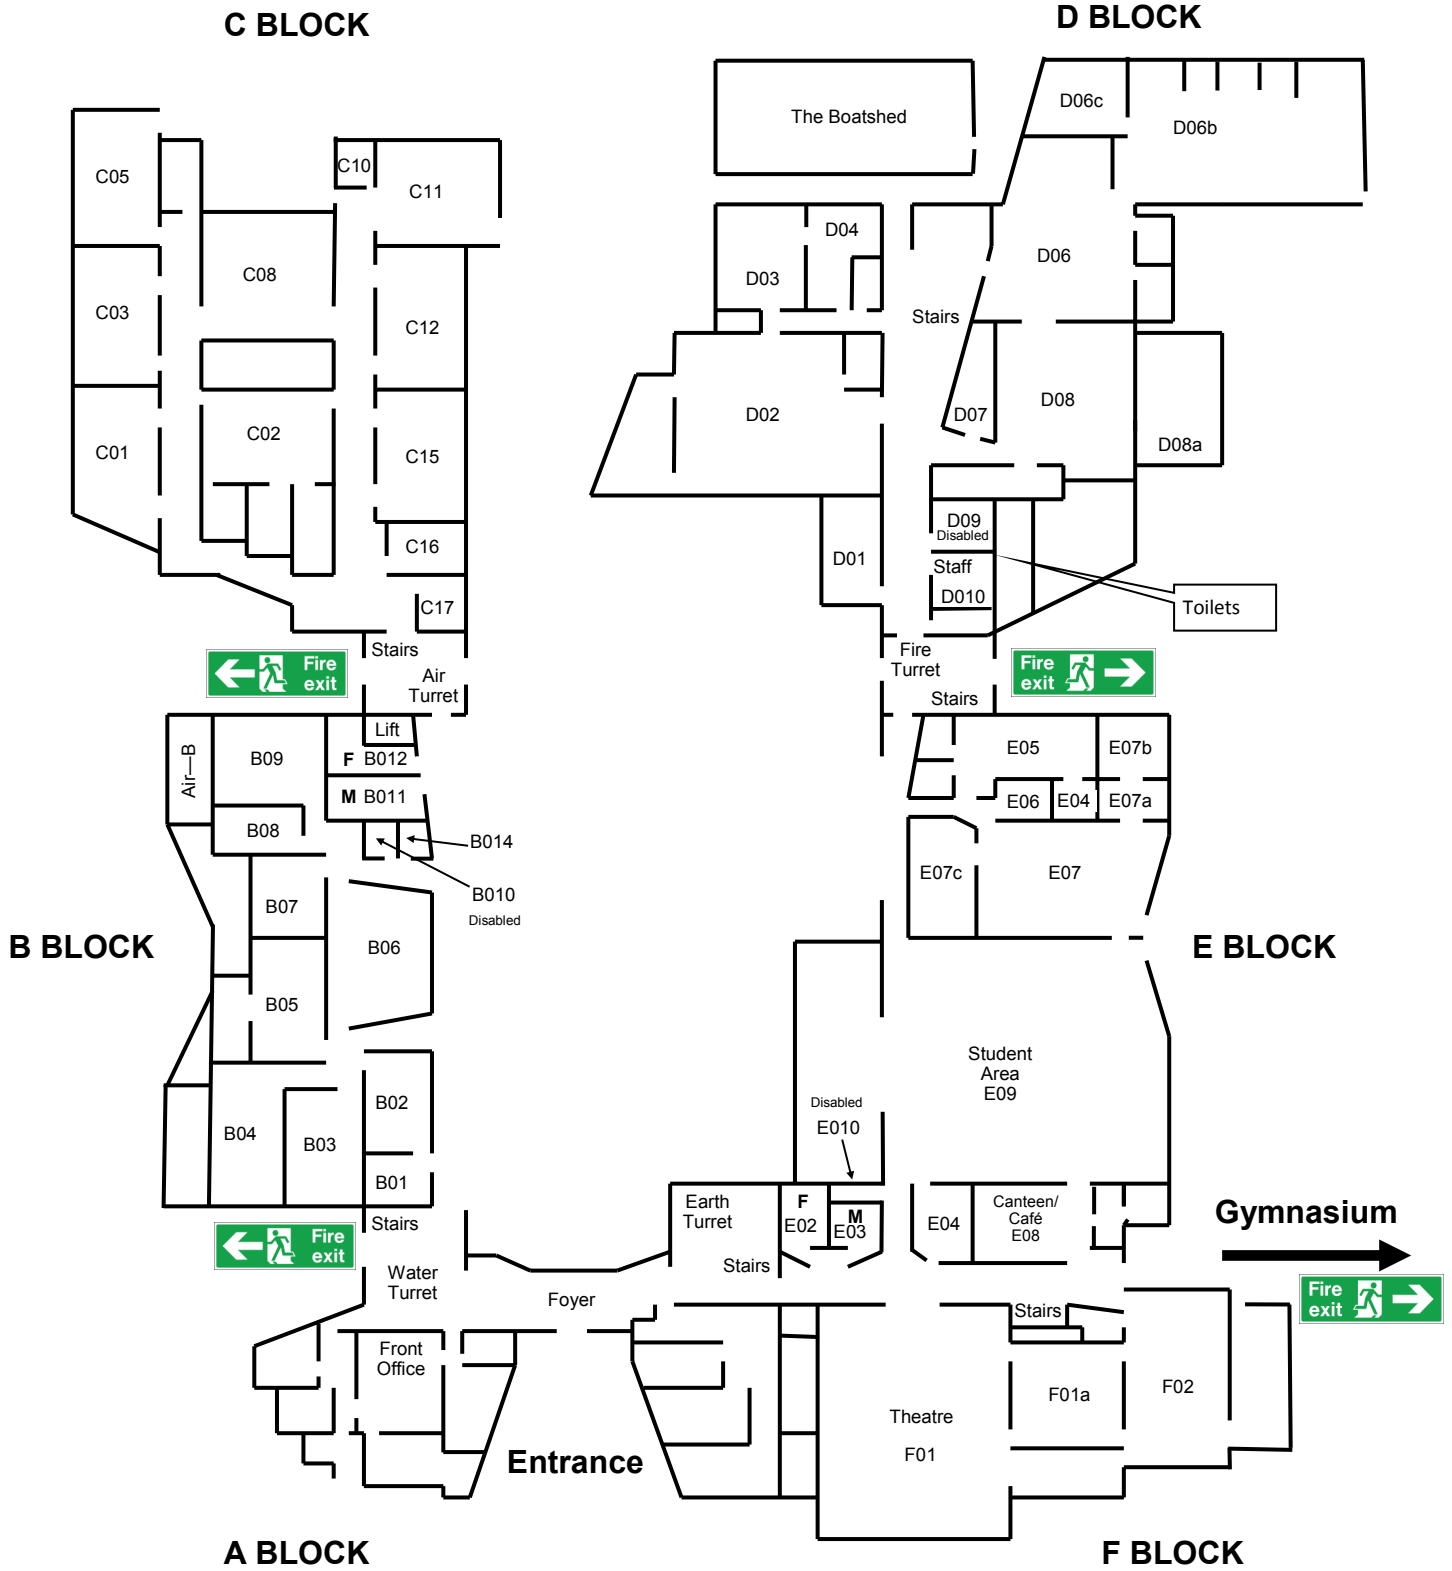 C BLOCK
D BLOCK
The Boatshed
D06c
D06b
C05
C10
C11
D04
D03
D06
C08
C03
C12
Stairs
C02
C01
C15
D02
D07
D08
D08a
C16
C17
D01
D09
Disabled
Staff
D010
Toilets
Stairs
Air
Turret
Fire
exit
Fire
Turret
Stairs
Fire
exit
Lift
Air—B
B09
F B012
M B011
B08
B014
B010
Disabled
B07
B06
B05
B BLOCK
E05
E07b
E06
E04
E07a
E07c
E07
E BLOCK
Student
Area
E09
Disabled
E010
B02
B04
B03
B01
Stairs
Fire
exit
Water
Turret
Earth
Turret
Stairs
F
E02
M
E03
E04
Canteen/
Café
E08
Gymnasium
Fire
exit
Foyer
Front
Office
Stairs
F01a
F02
Theatre
F01
Entrance
A BLOCK
F BLOCK